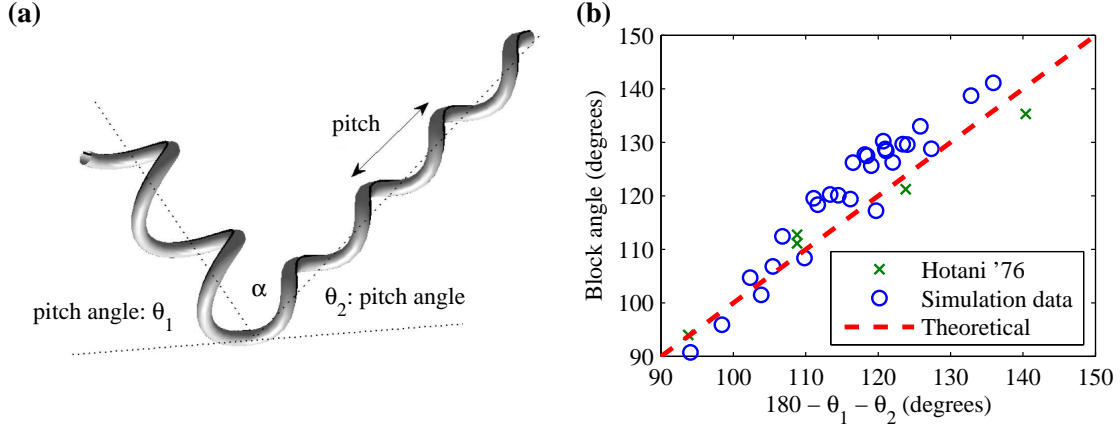 (a)
pitch
α
pitch angle: θ1
θ2: pitch angle
(b)
Block angle (degrees)
150
140
130
120
110
100
90
90
100
110
120
130
140
150
180 – θ1 – θ2 (degrees)
Hotani '76
Simulation data
Theoretical